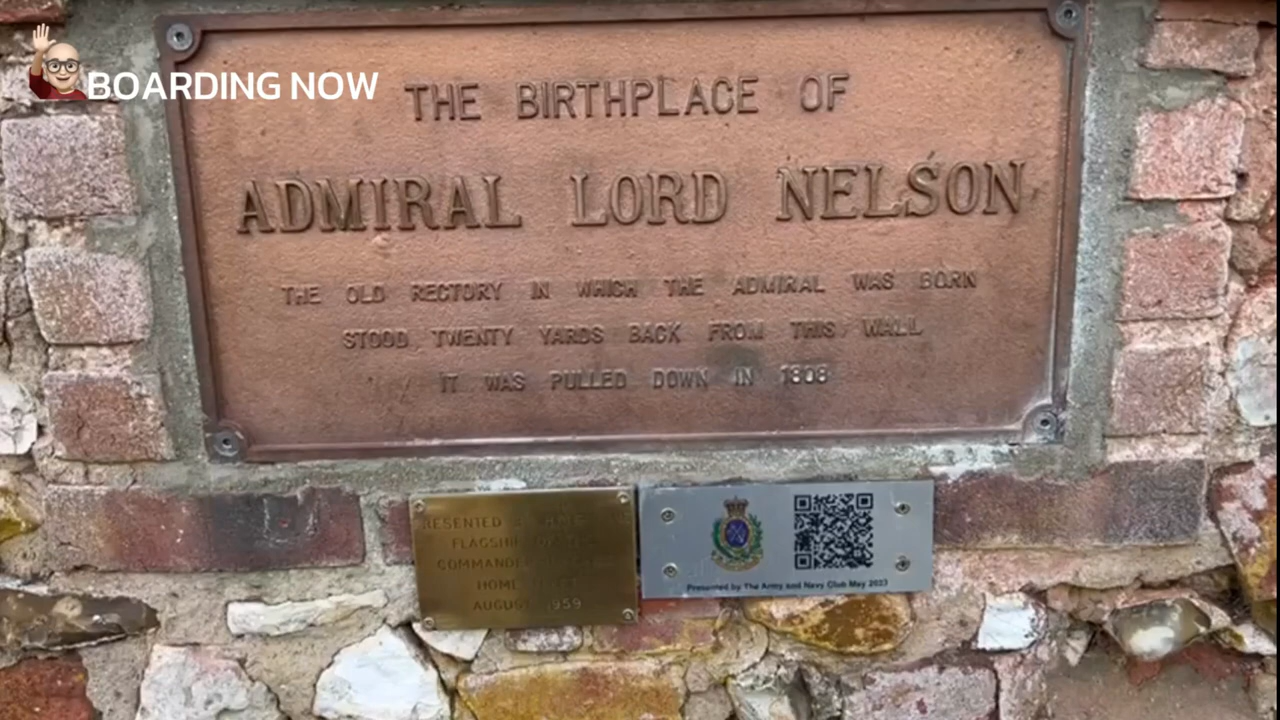 BOARDING NOW
THE BIRTHPLACE OF
ADMIRAL LORD NELSON
THE OLD RECTORY IN WHICH THE ADMIRAL WAS BORN
STOOD TWENTY YARDS BACK FROM THIS WALL
IT WAS PULLED DOWN IN 1808
FLAGSHIP
COMMANDER
HOME FLEET
AUGUST 1959
Presented by The Army and Navy Club May 2023